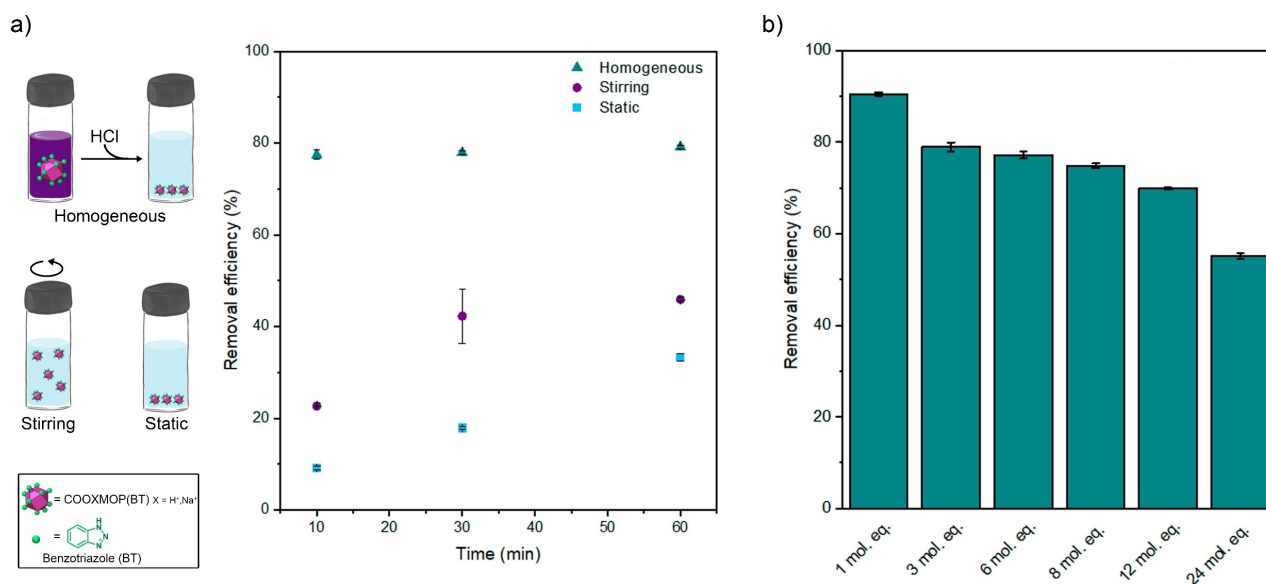 a)
HCl
Homogeneous
Stirring
Static
= COOXMOP(BT) X = H⁺,Na⁺
=
H
N
N
N
Benzotriazole (BT)
Removal efficiency (%)
100
80
60
40
20
0
Homogeneous
Stirring
Static
10
20
30
40
50
60
Time (min)
b)
Removal efficiency (%)
100
80
60
40
20
0
1 mol. eq.
3 mol. eq.
6 mol. eq.
8 mol. eq.
12 mol. eq.
24 mol. eq.